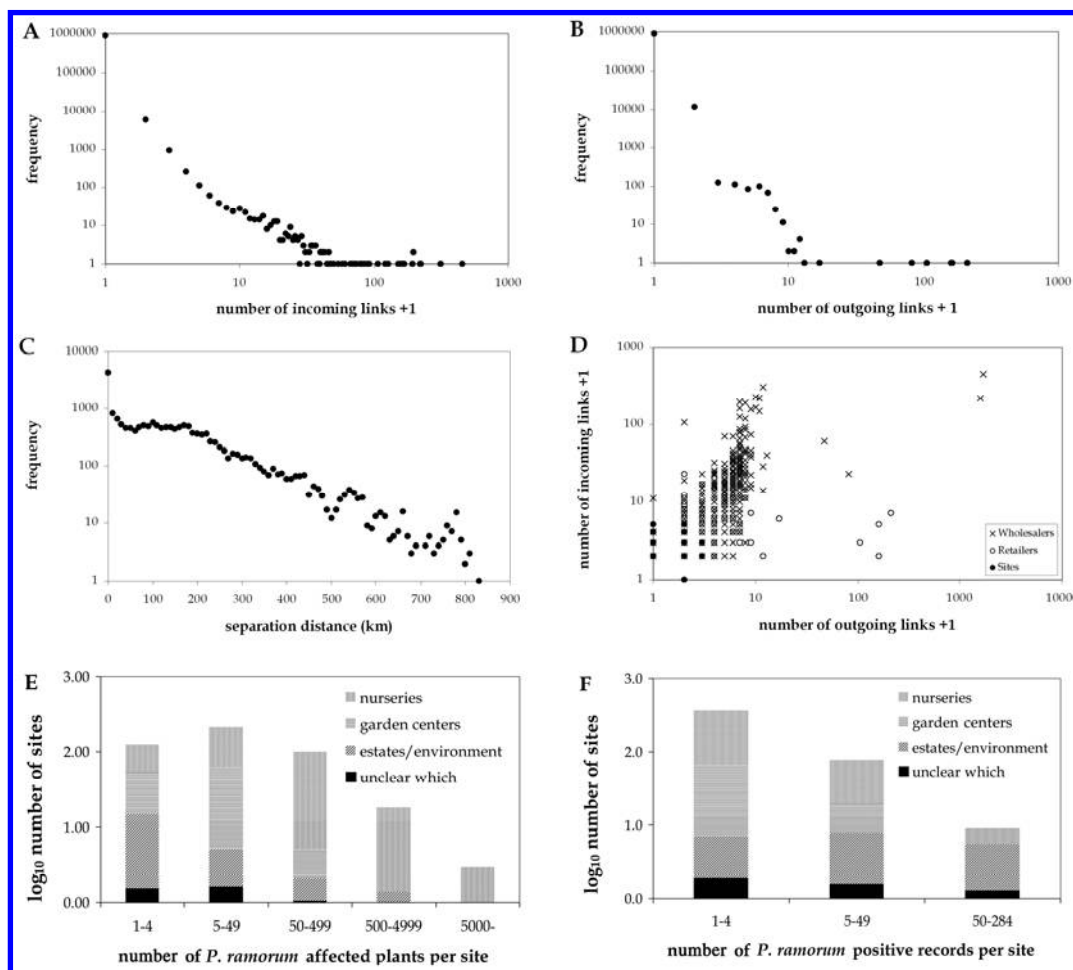 A
1000000
100000
10000
1000
100
10
1
frequency
1
10
100
1000
number of incoming links +1
B
1000000
100000
10000
1000
100
10
1
frequency
1
10
100
1000
number of outgoing links + 1
C
10000
1000
100
10
1
frequency
0 100 200 300 400 500 600 700 800 900
separation distance (km)
D
1000
100
10
1
number of incoming links +1
× Wholesalers
○ Retailers
● Sites
1
10
100
1000
1000
number of outgoing links +1
E
3.00
2.00
1.00
0.00
log₁₀ number of sites
nurseries
garden centers
estates/environment
unclear which
1-4 5-49 50-499 500-4999 5000-
number of P. ramorum affected plants per site
F
3.0
2.0
1.0
0.0
log₁₀ number of sites
nurseries
garden centers
estates/environment
unclear which
1-4 5-49 50-284
number of P. ramorum positive records per site